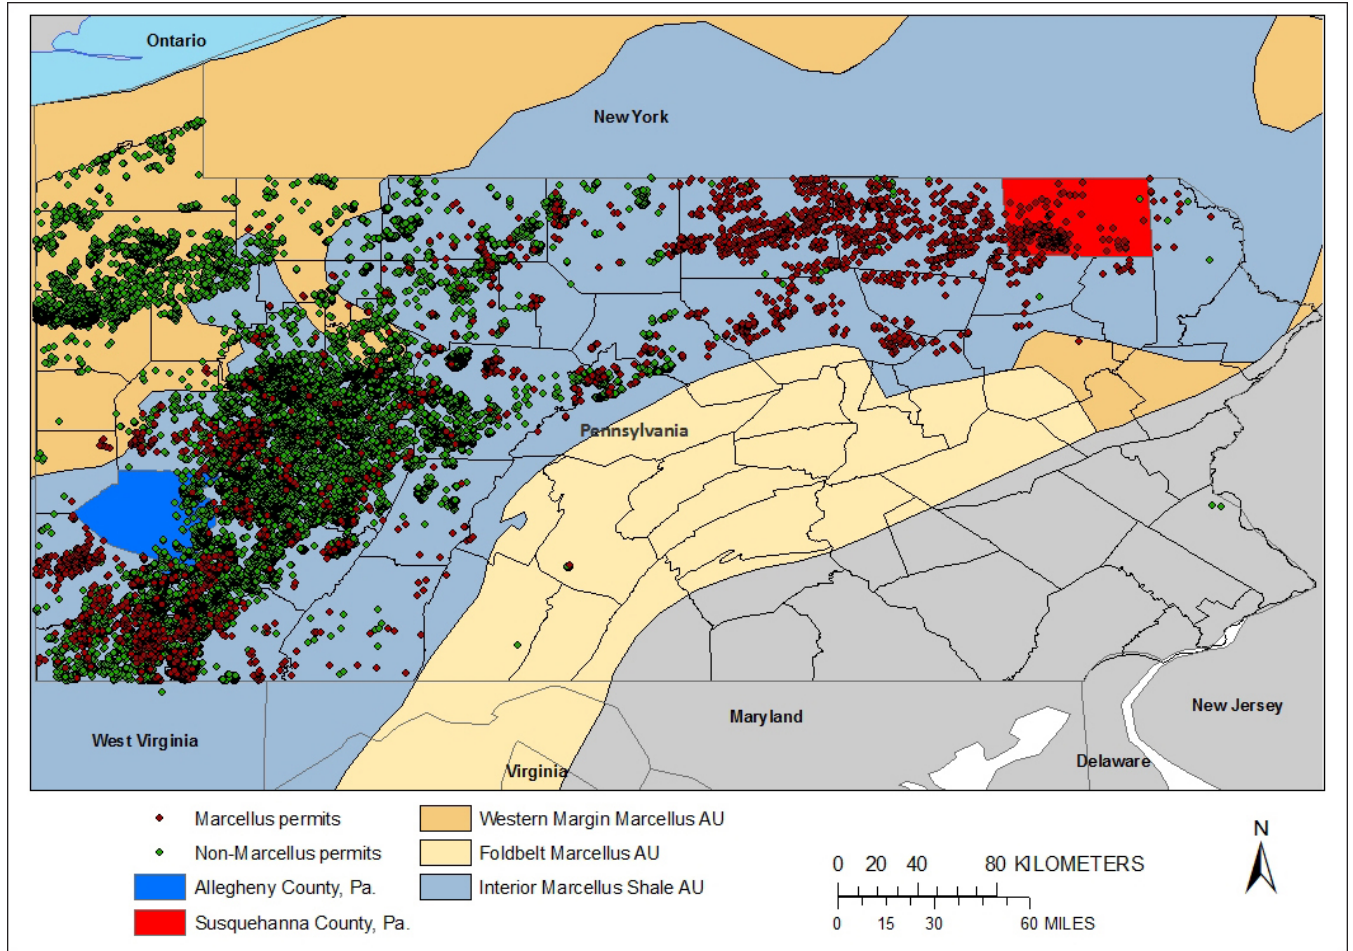 Ontario
New York
Pennsylvania
West Virginia
Virginia
Maryland
Delaware
New Jersey
Marcellus permits
Non-Marcellus permits
Allegheny County, Pa.
Susquehanna County, Pa.
Western Margin Marcellus AU
Foldbelt Marcellus AU
Interior Marcellus Shale AU
0 20 40 80 KILOMETERS
0 15 30 60 MILES
N